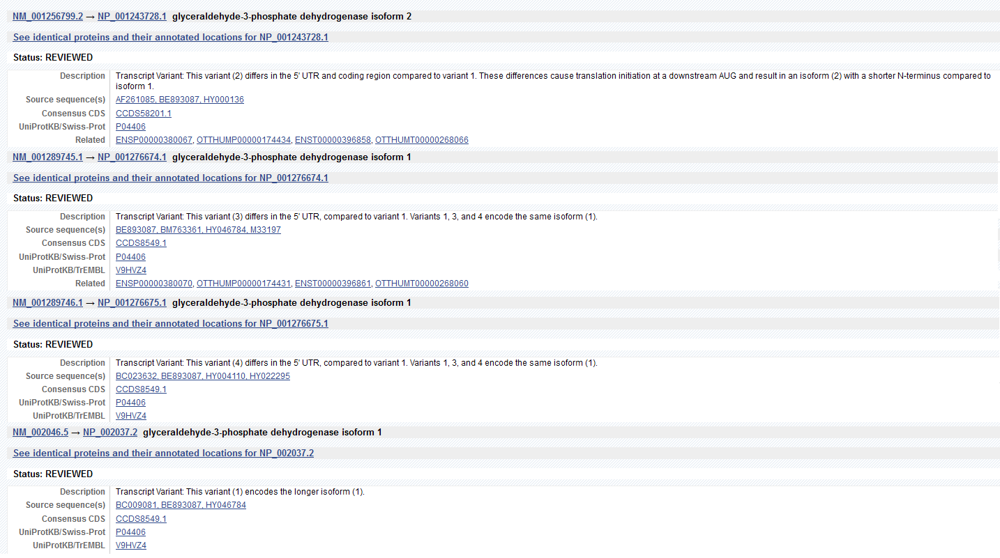 NM_001256799.2 → NP_001243728.1 glyceraldehyde-3-phosphate dehydrogenase isoform 2
See identical proteins and their annotated locations for NP_001243728.1
Status: REVIEWED
Description Transcript Variant: This variant (2) differs in the 5' UTR and coding region compared to variant 1. These differences cause translation initiation at a downstream AUG and result in an isoform (2) with a shorter N-terminus compared to
isoform 1.
Source sequence(s) AF261085, BE893087, HY000136
Consensus CDS CCDS58201.1
UniProtKB/Swiss-Prot P04406
Related ENSP00000380067, OTTHUMP00000174434, ENST00000396858, OTTHUMT00000268066
NM_001289745.1 → NP_001276674.1 glyceraldehyde-3-phosphate dehydrogenase isoform 1
See identical proteins and their annotated locations for NP_001276674.1
Status: REVIEWED
Description Transcript Variant: This variant (3) differs in the 5' UTR, compared to variant 1. Variants 1, 3, and 4 encode the same isoform (1).
Source sequence(s) BE893087, BM763361, HY046784, M33197
Consensus CDS CCDS8549.1
UniProtKB/Swiss-Prot P04406
UniProtKB/TrEMBL V9HVZ4
Related ENSP00000380070, OTTHUMP00000174431, ENST00000396861, OTTHUMT00000268060
NM_001289746.1 → NP_001276675.1 glyceraldehyde-3-phosphate dehydrogenase isoform 1
See identical proteins and their annotated locations for NP_001276675.1
Status: REVIEWED
Description Transcript Variant: This variant (4) differs in the 5' UTR, compared to variant 1. Variants 1, 3, and 4 encode the same isoform (1).
Source sequence(s) BC023632, BE893087, HY004110, HY022295
Consensus CDS CCDS8549.1
UniProtKB/Swiss-Prot P04406
UniProtKB/TrEMBL V9HVZ4
NM_002046.5 → NP_002037.2 glyceraldehyde-3-phosphate dehydrogenase isoform 1
See identical proteins and their annotated locations for NP_002037.2
Status: REVIEWED
Description Transcript Variant: This variant (1) encodes the longer isoform (1).
Source sequence(s) BC009081, BE893087, HY046784
Consensus CDS CCDS8549.1
UniProtKB/Swiss-Prot P04406
UniProtKB/TrEMBL V9HVZ4